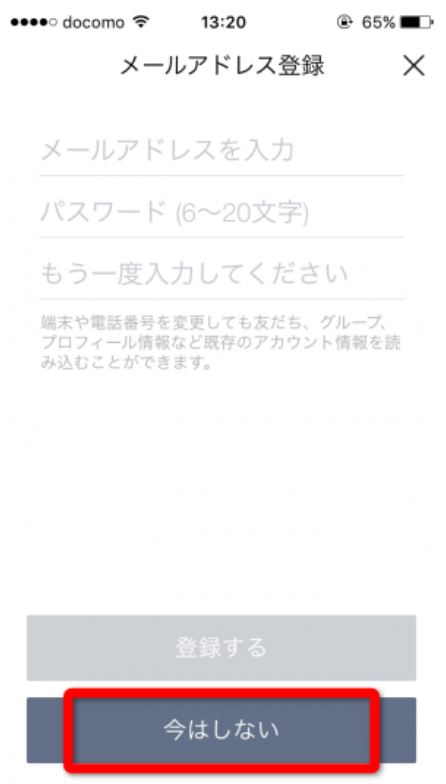 docomo 13:20 65%
メールアドレス登録
メールアドレスを入力
パスワード (6〜20文字)
もう一度入力してください
端末や電話番号を変更しても友だち、グループ、
プロフィール情報など既存のアカウント情報を読
み込むことができます。
登録する
今はしない